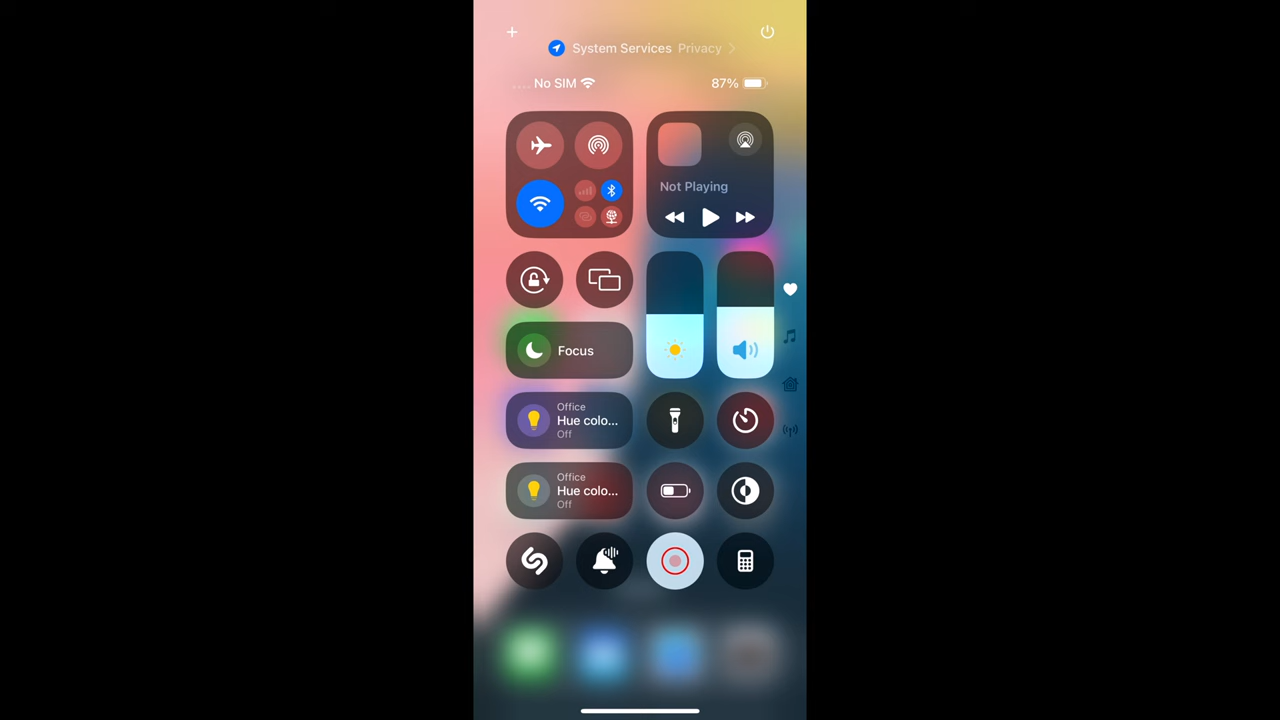 System Services Privacy
No SIM
87%
Not Playing
Focus
Office
Hue colo...
Off
Office
Hue colo...
Off